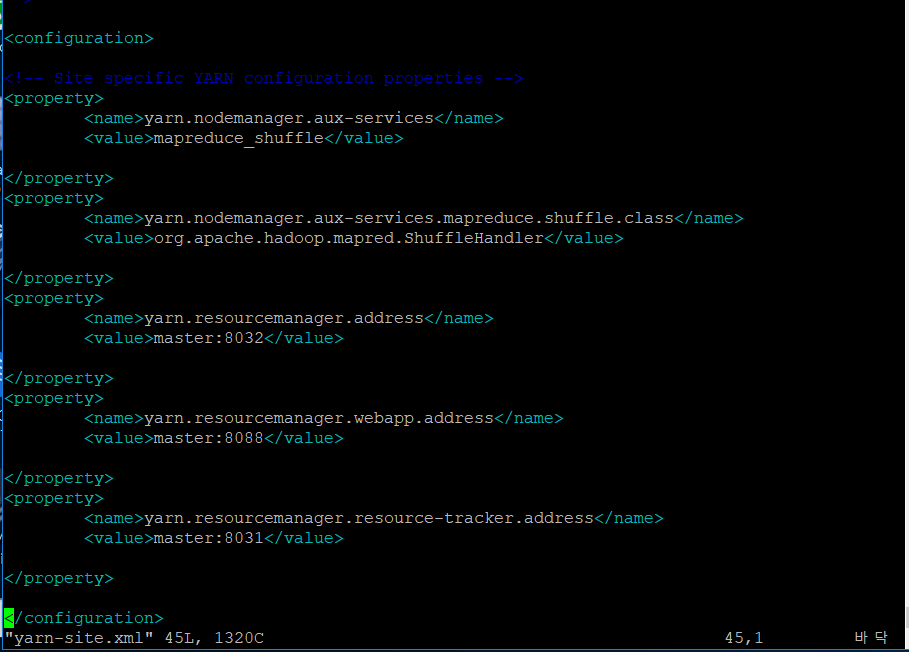 <configuration>
<!-- Site specific YARN configuration properties -->
<property>
<name>yarn.nodemanager.aux-services</name>
<value>mapreduce_shuffle</value>
</property>
<property>
<name>yarn.nodemanager.aux-services.mapreduce.shuffle.class</name>
<value>org.apache.hadoop.mapred.ShuffleHandler</value>
</property>
<property>
<name>yarn.resourcemanager.address</name>
<value>master:8032</value>
</property>
<property>
<name>yarn.resourcemanager.webapp.address</name>
<value>master:8088</value>
</property>
<property>
<name>yarn.resourcemanager.resource-tracker.address</name>
<value>master:8031</value>
</property>
</configuration>
"yarn-site.xml" 45L, 1320C 45,1 바닥